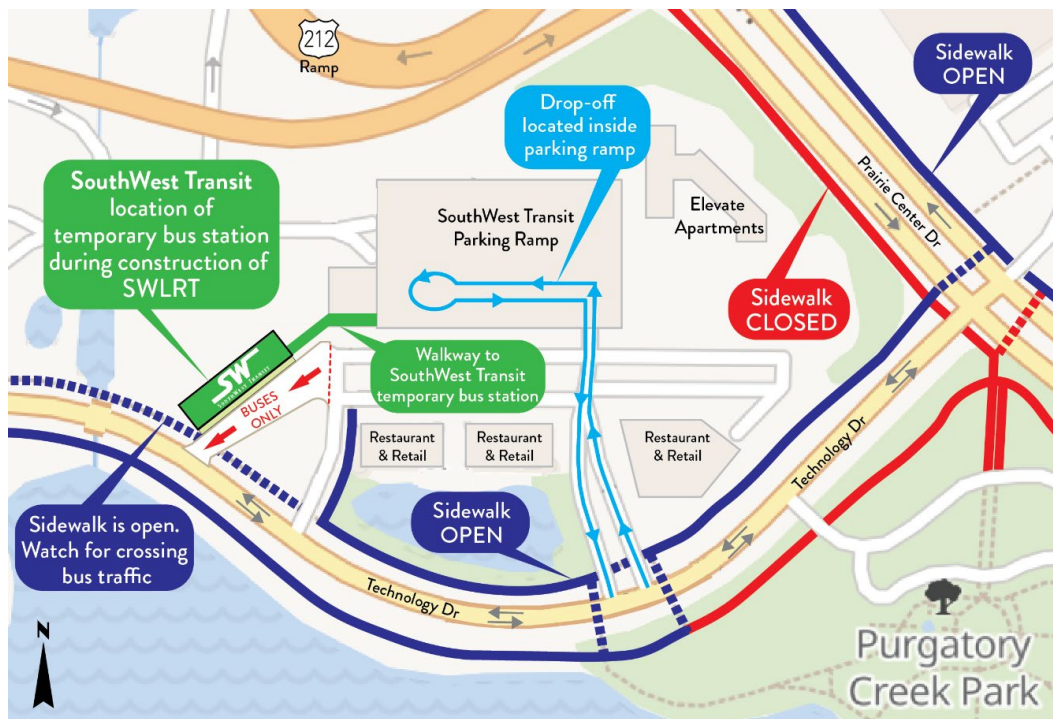 212
Ramp
Sidewalk
OPEN
Drop-off
located inside
parking ramp
SouthWest Transit
location of
temporary bus station
during construction of
SWLRT
SouthWest Transit
Parking Ramp
Elevate
Apartments
Prairie Center Dr
Sidewalk
CLOSED
Walkway to
SouthWest Transit
temporary bus station
SW
SOUTHWEST TRANSIT
BUSES
ONLY
Restaurant
& Retail
Restaurant
& Retail
Restaurant
& Retail
Technology Dr
Sidewalk is open.
Watch for crossing
bus traffic
Sidewalk
OPEN
Technology Dr
N
Purgatory
Creek Park